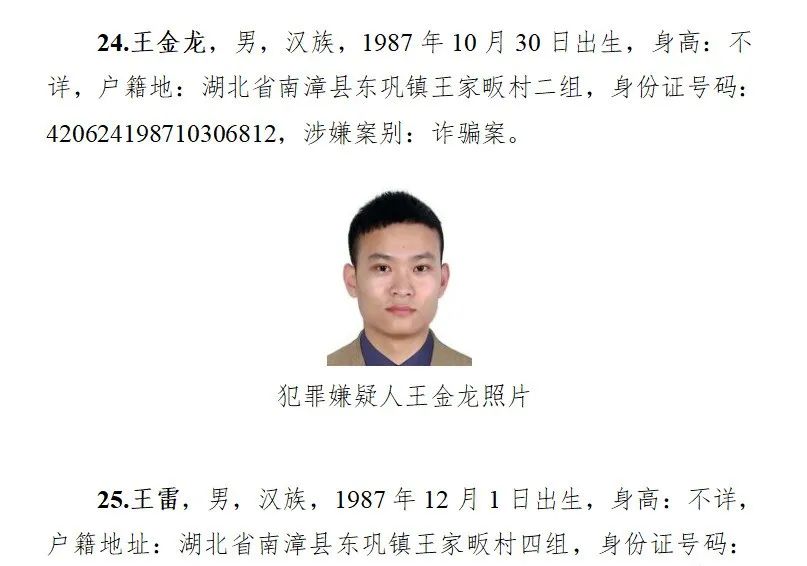 24.王金龙，男，汉族，1987 年 10 月 30 日出生，身高：不
详，户籍地：湖北省南漳县东巩镇王家畈村二组，身份证号码：
420624198710306812，涉嫌案别：诈骗案。
犯罪嫌疑人王金龙照片
25.王雷，男，汉族，1987 年 12 月 1 日出生，身高：不详，
户籍地址：湖北省南漳县东巩镇王家畈村四组，身份证号码：